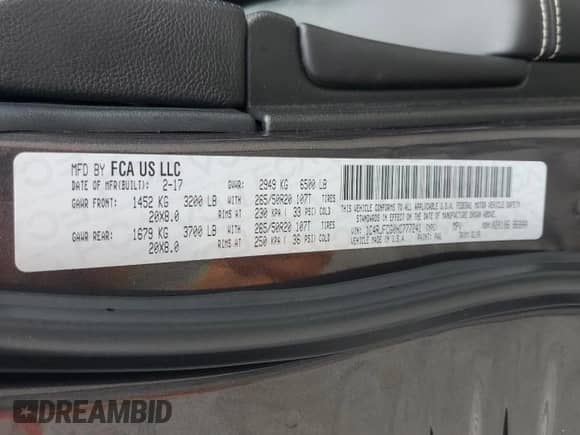 MFD BY FCA US LLC
DATE OF MFR(BUILT): 2-17 GVWR: 2949 KG 6500 LB
GAWR FRONT: 1452 KG 3200 LB WITH 265/50R20 107T TIRES
20X8.0 RIMS AT 230 KPA ( 33 PSI) COLD
GAWR REAR: 1679 KG 3700 LB WITH 265/50R20 107T TIRES
20X8.0 RIMS AT 250 KPA ( 36 PSI) COLD
THIS VEHICLE CONFORMS TO ALL APPLICABLE U.S.A. FEDERAL MOTOR VEHICLE SAFETY
STANDARDS IN EFFECT ON THE DATE OF MANUFACTURE SHOWN ABOVE.
VIN: TYPE: MPV
VEHICLE MADE IN U.S.A. PAINT:
DREAMBID